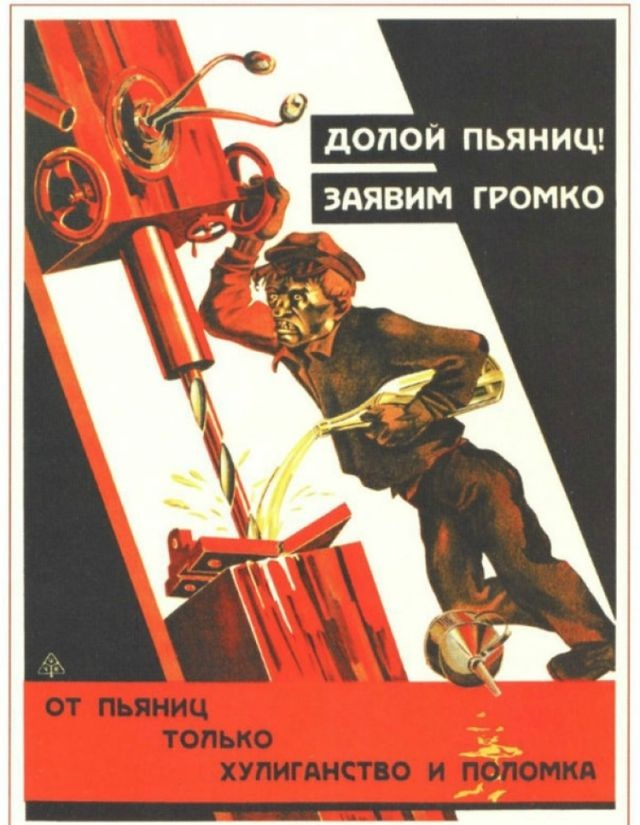 ДОЛОЙ ПЬЯНИЦ!
ЗАЯВИМ ГРОМКО
ОТ ПЬЯНИЦ
ТОЛЬКО
ХУЛИГАНСТВО И ПОЛОМКА